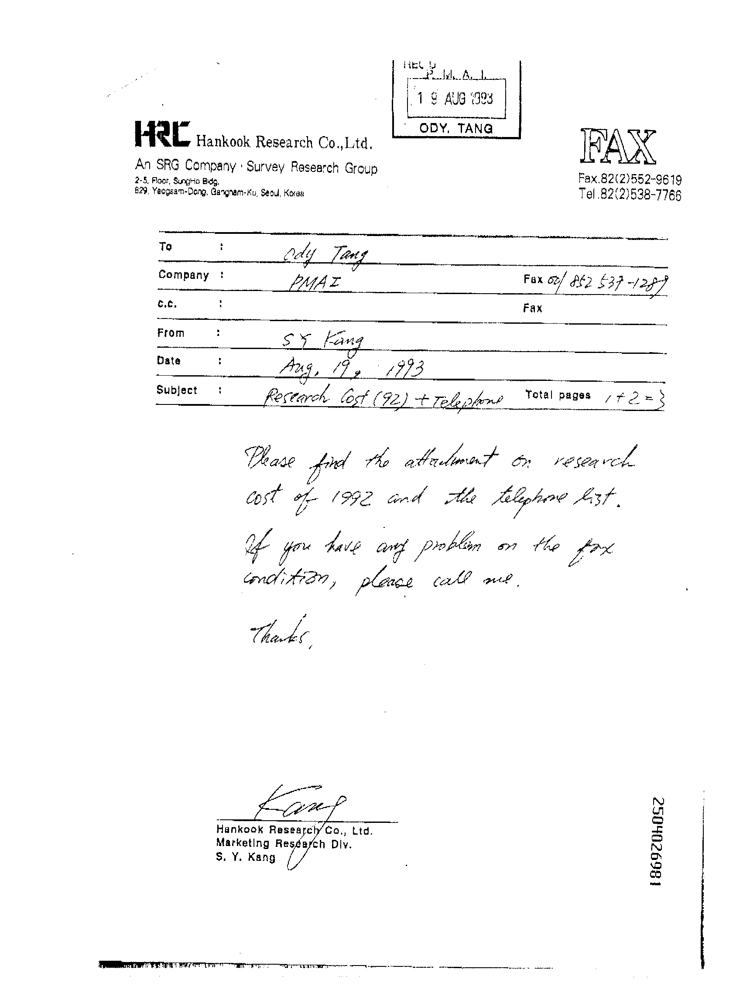 REC'D
P. M. A. I.
19 AUG 1993
ODY, TANG
HRC Hankook Research Co.,Ltd.
An SRG Company · Survey Research Group
2-5, Floor, SungHo Bldg,
829, Yeogsam-Dong, Gangnam-Ku, Seoul, Korea
FAX
Fax.82(2)552-9619
Tel.82(2)538-7766
To : Ody Tang
Company : PMAI Fax 001 852 537-1289
c.c. : Fax
From : S Y Kang
Date : Aug, 19, 1993
Subject : Research Cost (92) + Telephone Total pages 1+2=3
Please find the attachment on research
cost of 1992 and the telephone list.
If you have any problem on the fax
condition, please call me.
Thanks,
Kang
Hankook Research Co., Ltd.
Marketing Research Div.
S. Y. Kang
2504026981